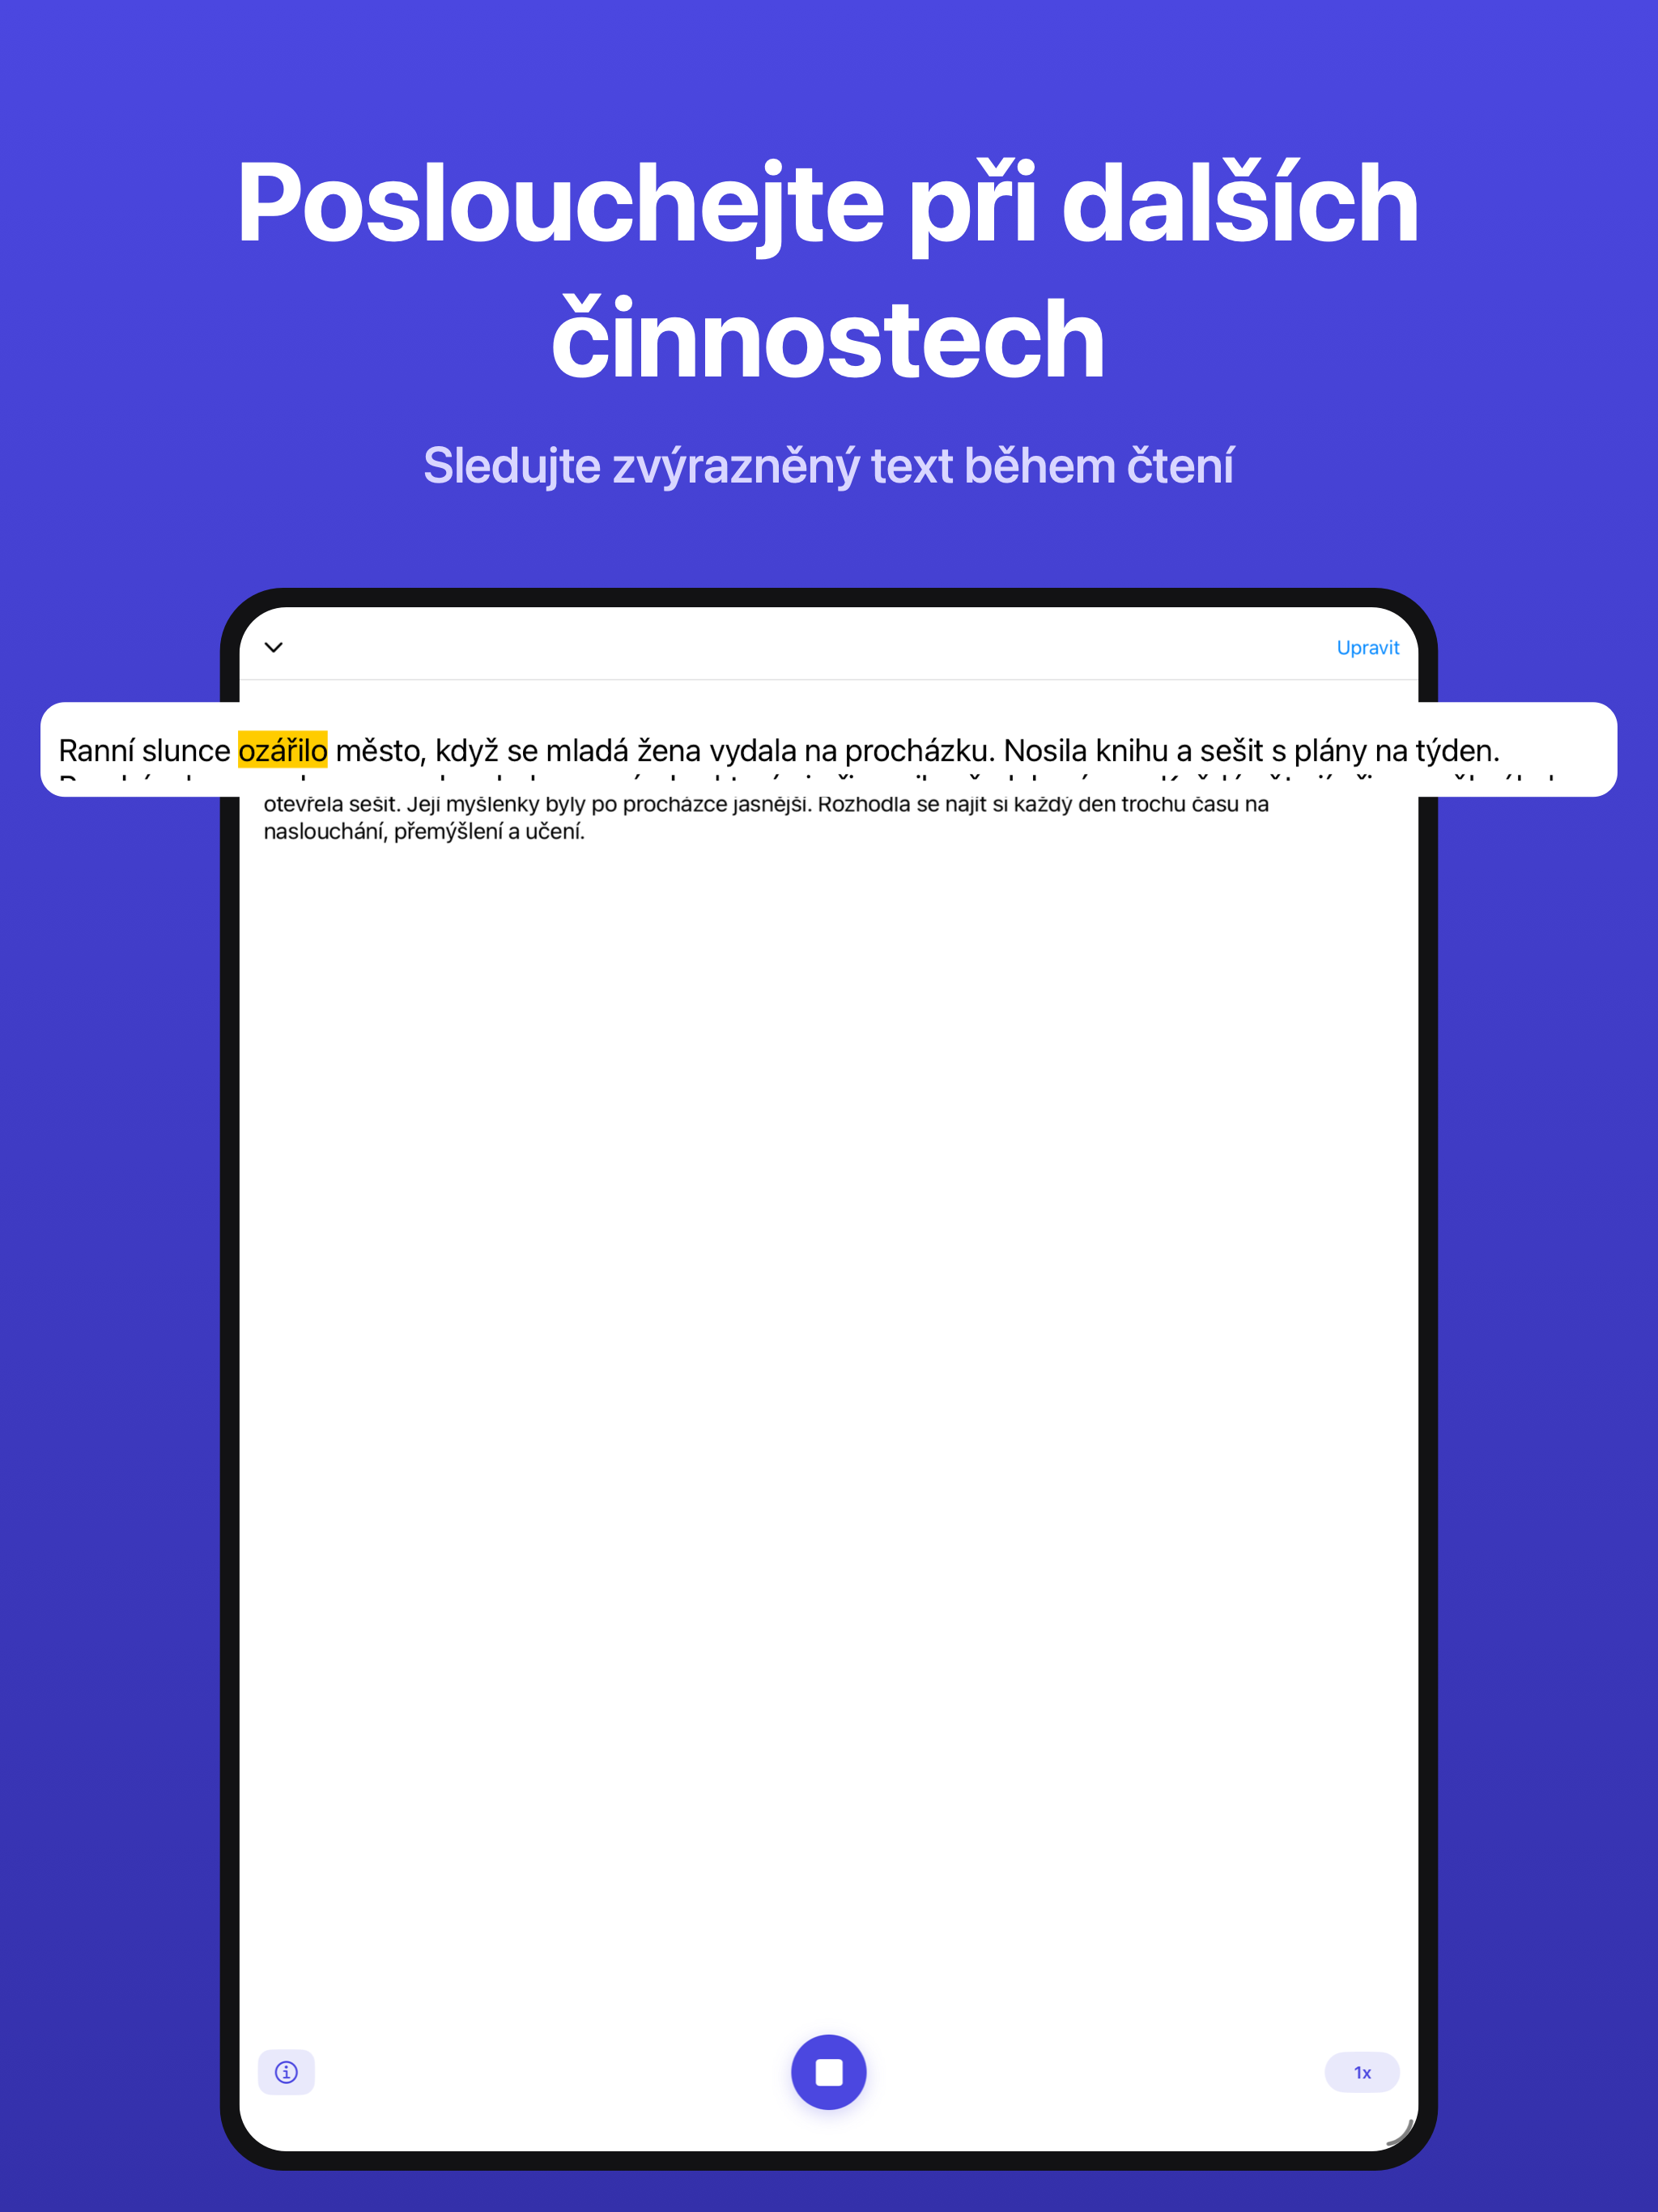 Poslouchejte při dalších
činnostech
Sledujte zvýrazněný text během čtení
Upravit
Ranní slunce ozářilo město, když se mladá žena vydala na procházku. Nosila knihu a sešit s plány na týden.
otevřela sešit. Její myšlenky byly po procházce jasnější. Rozhodla se najít si každý den trochu času na
naslouchání, přemýšlení a učení.
1x